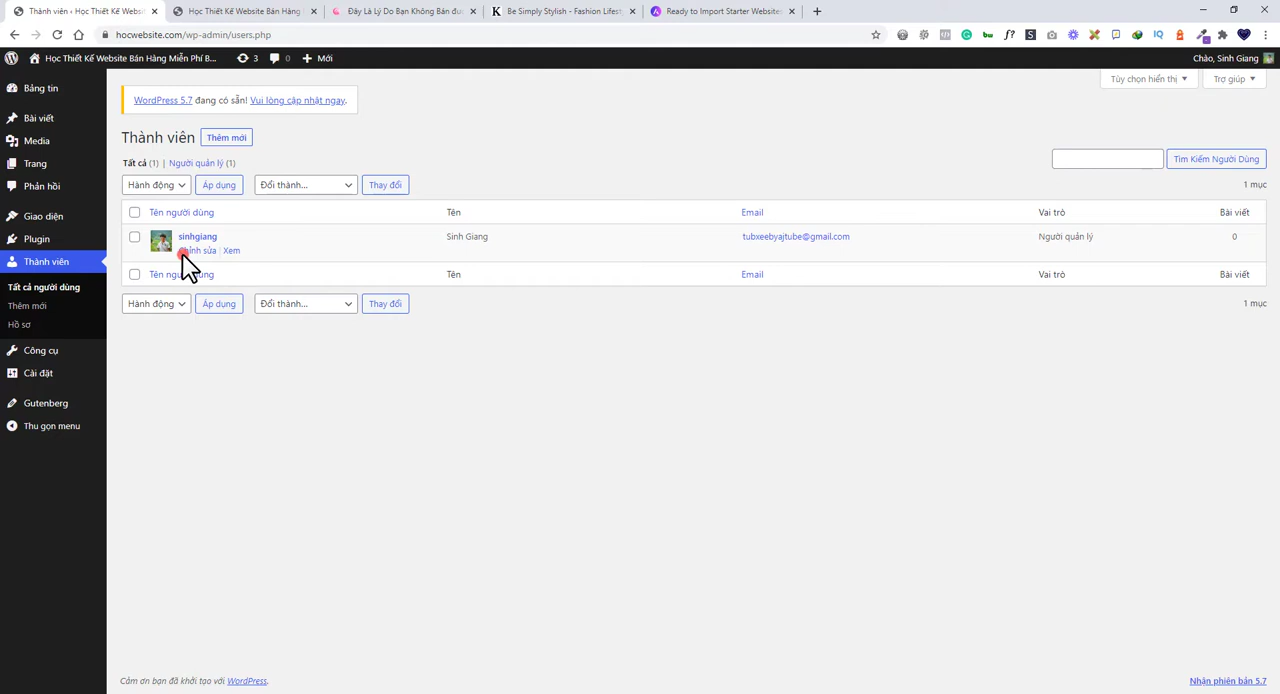 Thành viên ‹ Học Thiết Kế Websi
Học Thiết Kế Website Bán Hàng
Đây Là Lý Do Bạn Không Bán đư
Be Simply Stylish - Fashion Lifest
Ready to Import Starter Websites
hocwebsite.com/wp-admin/users.php
Học Thiết Kế Website Bán Hàng Miễn Phí B...
3
0
Mới
Chào, Sinh Giang
Bảng tin
Bài viết
Media
Trang
Phản hồi
Giao diện
Plugin
Thành viên
Tất cả người dùng
Thêm mới
Hồ sơ
Công cụ
Cài đặt
Gutenberg
Thu gọn menu
Tùy chọn hiển thị
Trợ giúp
WordPress 5.7 đang có sẵn! Vui lòng cập nhật ngay.
Thành viên Thêm mới
Tất cả (1) | Người quản lý (1)
Tìm Kiếm Người Dùng
Hành động Áp dụng Đổi thành... Thay đổi
1 mục
Tên người dùng Tên Email Vai trò Bài viết
sinhgiang Sinh Giang tubxeebyajtube@gmail.com Người quản lý 0
Chỉnh sửa | Xem
Tên người dùng Tên Email Vai trò Bài viết
Hành động Áp dụng Đổi thành... Thay đổi
1 mục
Cảm ơn bạn đã khởi tạo với WordPress.
Nhận phiên bản 5.7